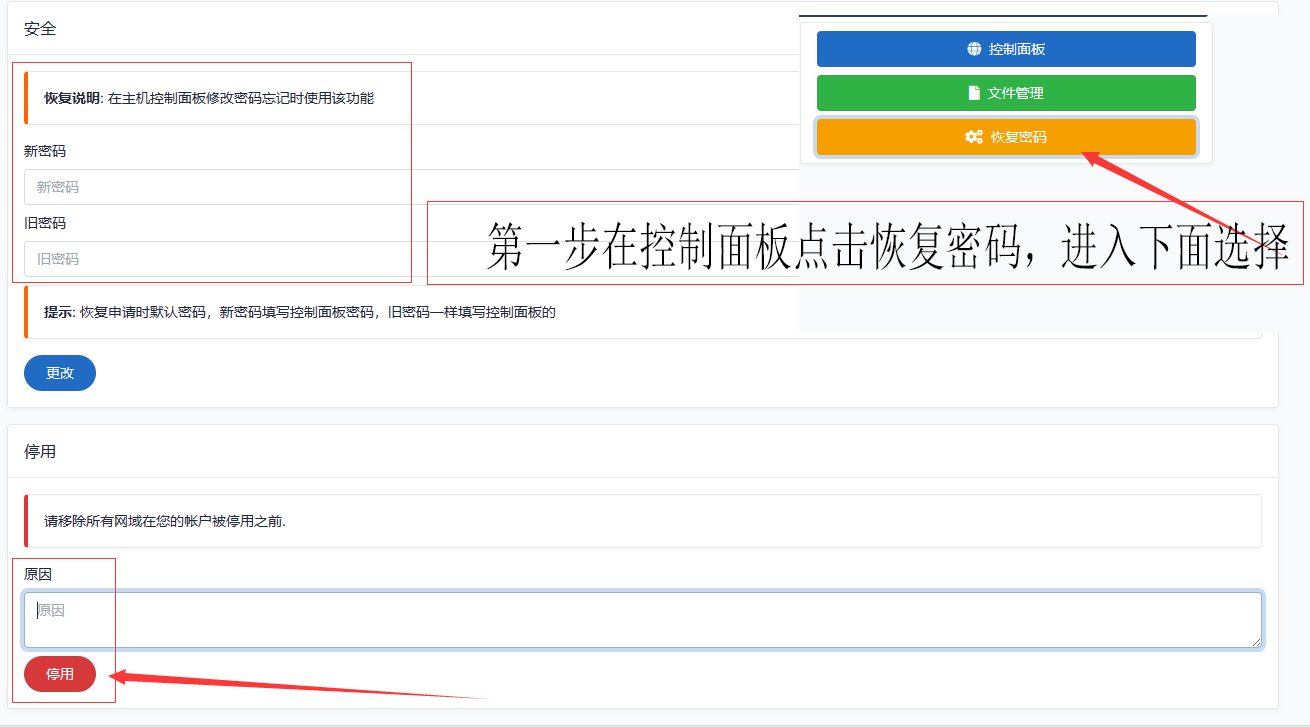 安全
控制面板
文件管理
恢复密码
恢复说明: 在主机控制面板修改密码忘记时使用该功能
新密码
新密码
旧密码
旧密码
第一步在控制面板点击恢复密码，进入下面选择
提示: 恢复申请时默认密码，新密码填写控制面板密码，旧密码一样填写控制面板的
更改
停用
请移除所有网域在您的帐户被停用之前.
原因
原因
停用